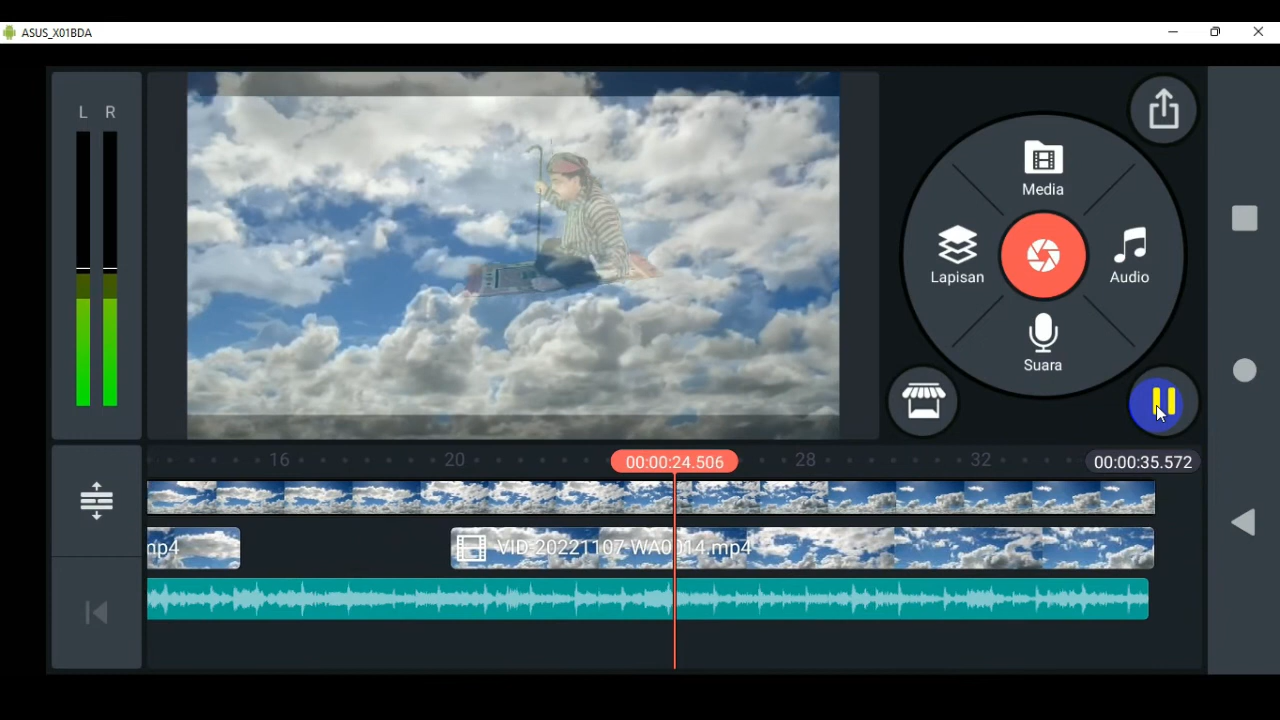 ASUS_X01BDA
L R
Media
Lapisan
Audio
Suara
16
20
00:00:24.506
28
32
00:00:35.572
np4
VID-20221107-WA0014.mp4